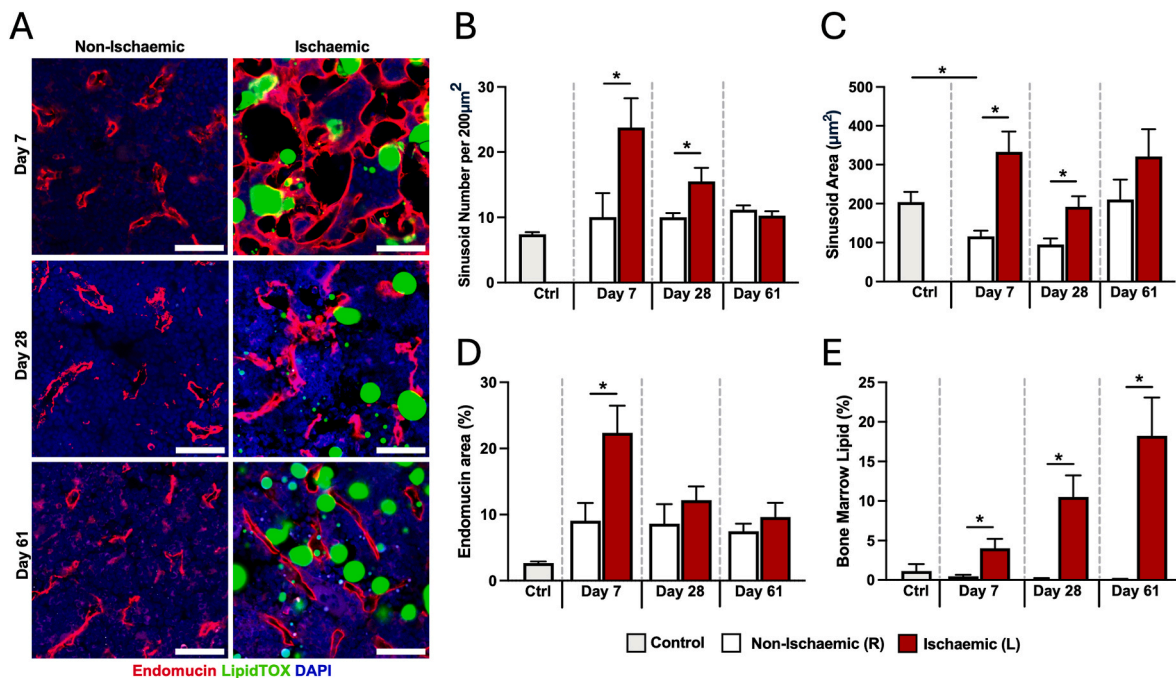 A
Non-Ischaemic Ischaemic
Day 7
Day 28
Day 61
Endomucin LipidTOX DAPI
B
Sinusoid Number per 200µm²
30
20
10
0
*
*
Ctrl Day 7 Day 28 Day 61
C
Sinusoid Area (µm²)
500
400
300
200
100
0
*
*
*
Ctrl Day 7 Day 28 Day 61
D
Endomucin area (%)
30
20
10
0
*
Ctrl Day 7 Day 28 Day 61
E
Bone Marrow Lipid (%)
25
20
15
10
5
0
*
*
*
Ctrl Day 7 Day 28 Day 61
Control Non-Ischaemic (R) Ischaemic (L)